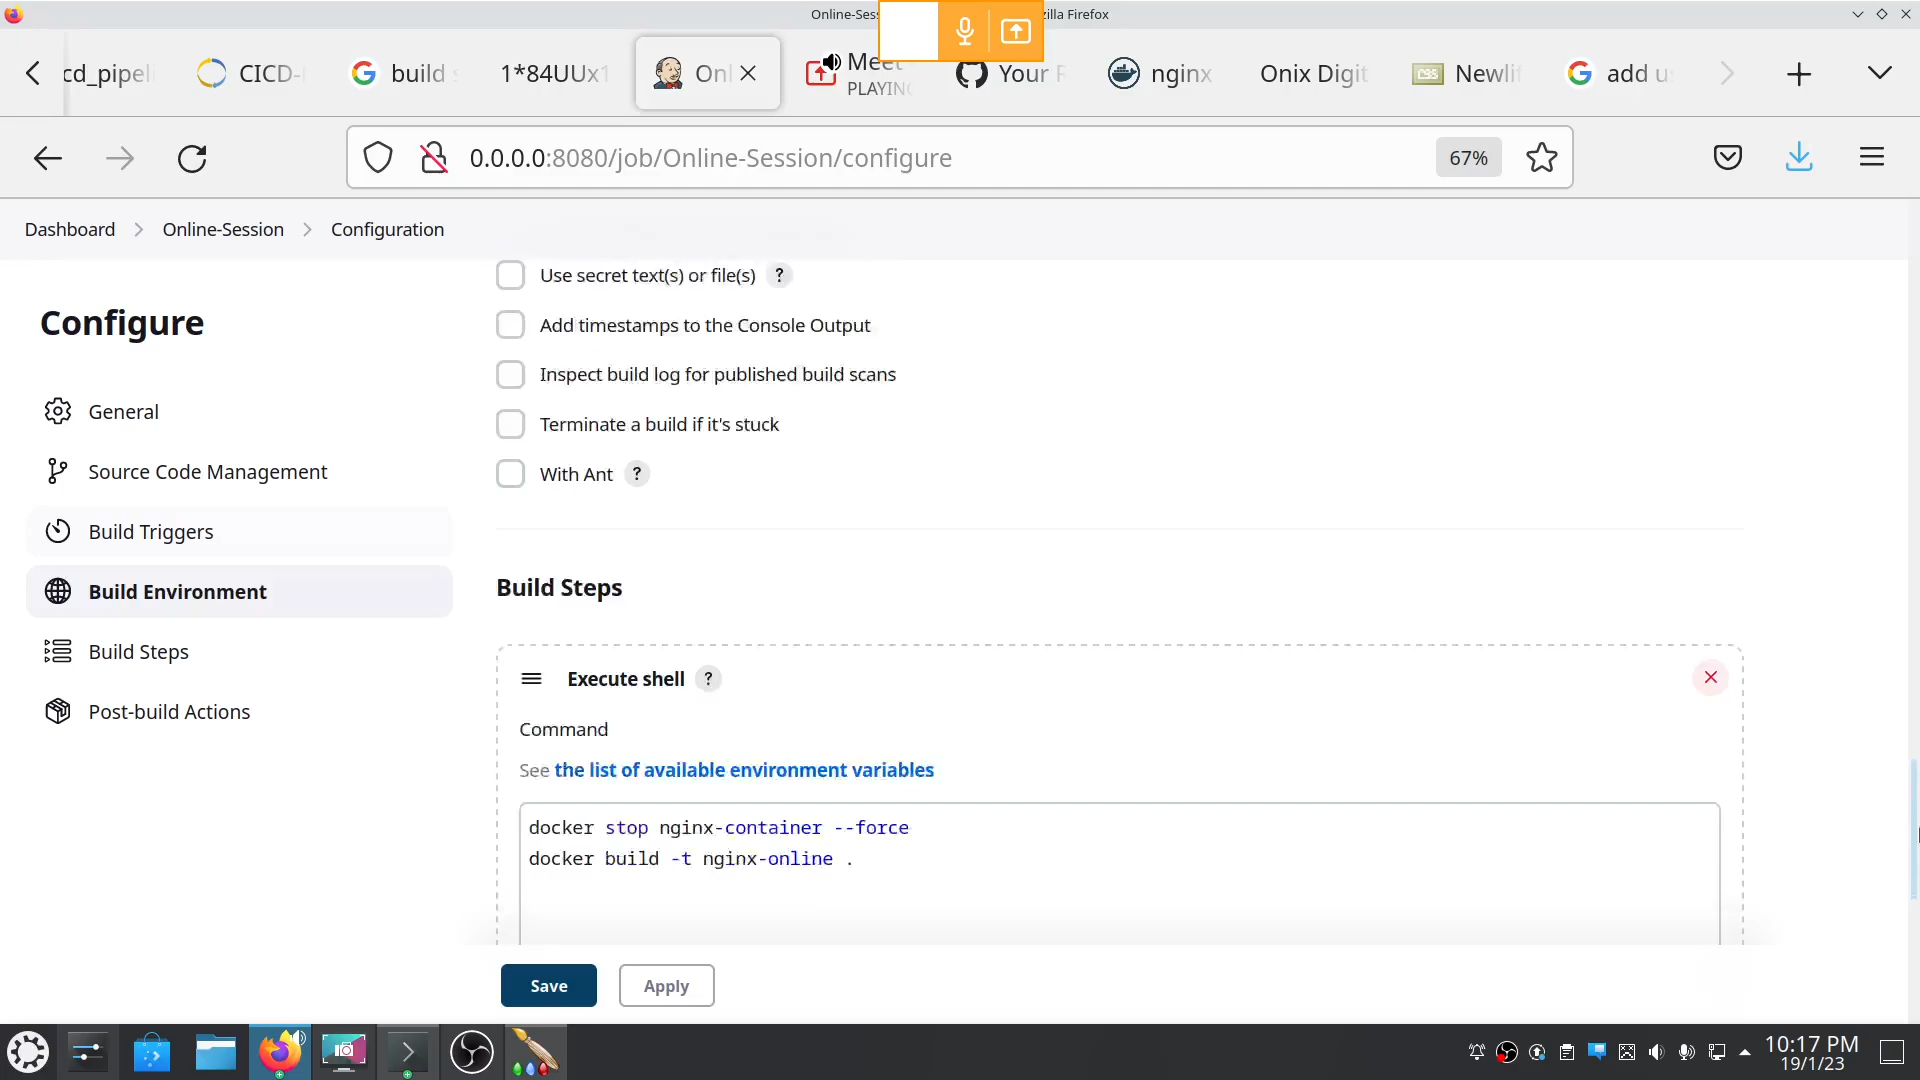 Online-Ses
zilla Firefox
cd_pipeli
CICD-
build s
1*84UUx1
Onl
Meet
PLAYING
Your R
nginx
Onix Digit
Newli
add us
0.0.0.0:8080/job/Online-Session/configure
67%
Dashboard
Online-Session
Configuration
Use secret text(s) or file(s) ?
Add timestamps to the Console Output
Configure
Inspect build log for published build scans
General
Terminate a build if it's stuck
Source Code Management
With Ant ?
Build Triggers
Build Environment
Build Steps
Build Steps
Execute shell ?
Post-build Actions
Command
See the list of available environment variables
docker stop nginx-container --force
docker build -t nginx-online .
Save
Apply
10:17 PM
19/1/23